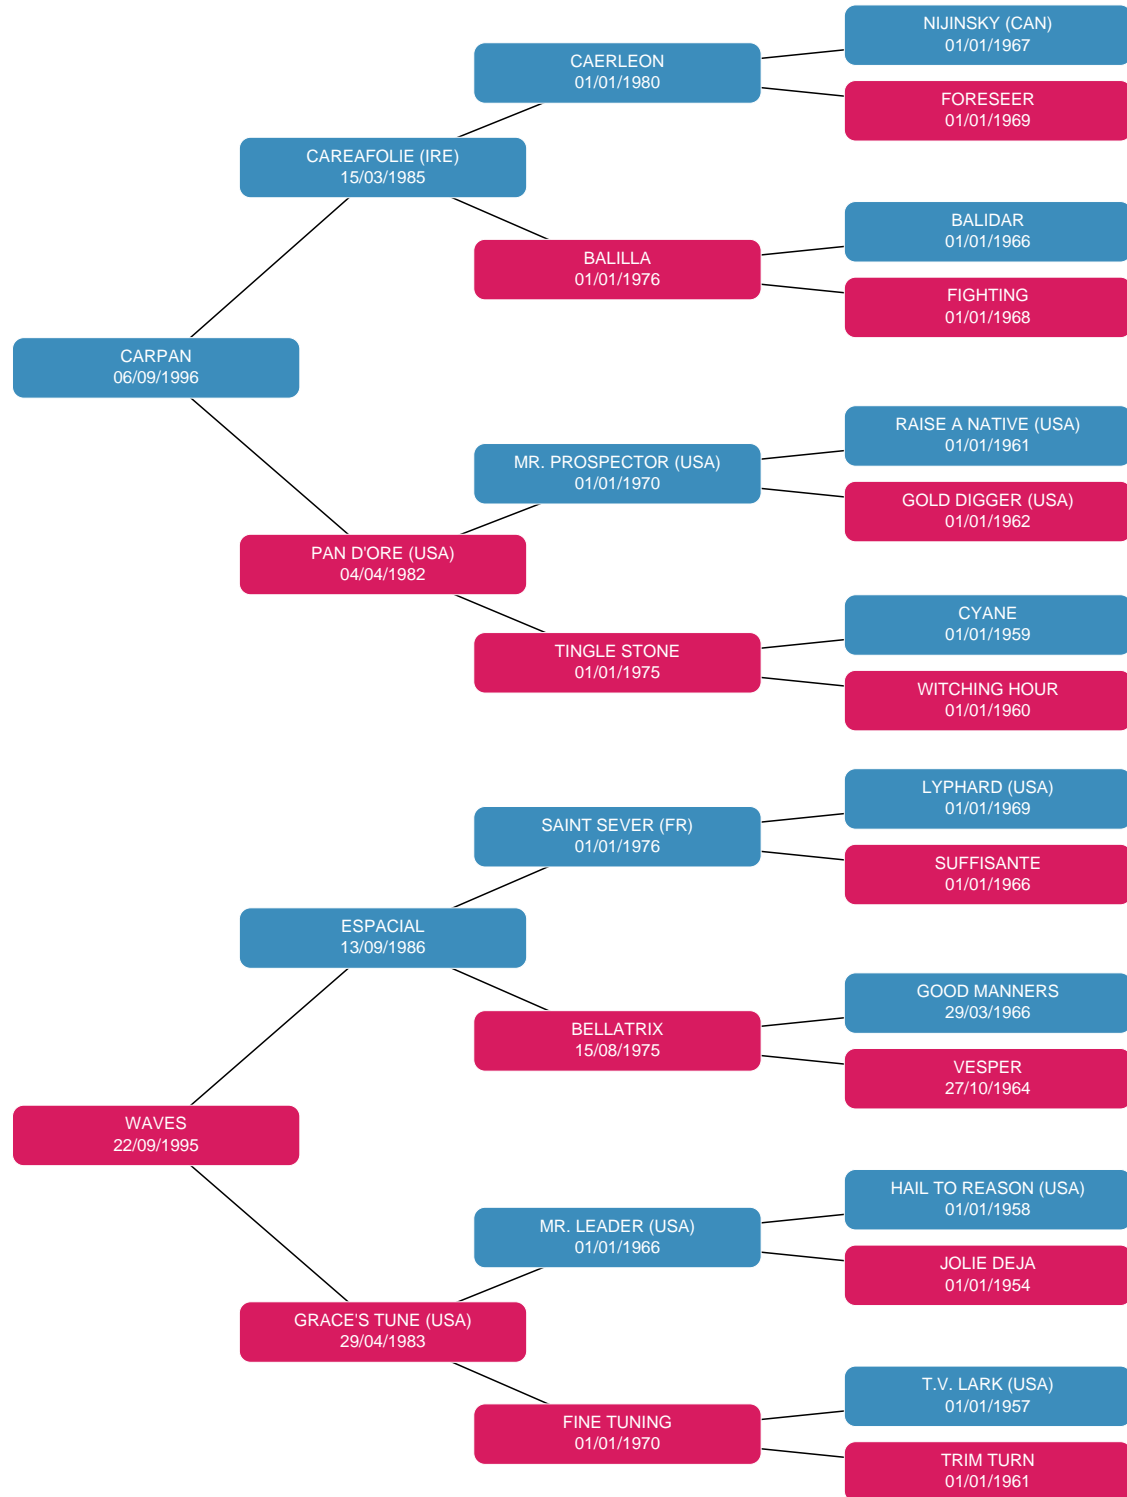 NIJINSKY (CAN)
01/01/1967
CAERLEON
01/01/1980
FORESEER
01/01/1969
CAREAFOLIE (IRE)
15/03/1985
BALIDAR
01/01/1966
BALILLA
01/01/1976
FIGHTING
01/01/1968
CARPAN
06/09/1996
RAISE A NATIVE (USA)
01/01/1961
MR. PROSPECTOR (USA)
01/01/1970
GOLD DIGGER (USA)
01/01/1962
PAN D'ORE (USA)
04/04/1982
CYANE
01/01/1959
TINGLE STONE
01/01/1975
WITCHING HOUR
01/01/1960
LYPHARD (USA)
01/01/1969
SAINT SEVER (FR)
01/01/1976
SUFFISANTE
01/01/1966
ESPACIAL
13/09/1986
GOOD MANNERS
29/03/1966
BELLATRIX
15/08/1975
VESPER
27/10/1964
WAVES
22/09/1995
HAIL TO REASON (USA)
01/01/1958
MR. LEADER (USA)
01/01/1966
JOLIE DEJA
01/01/1954
GRACE'S TUNE (USA)
29/04/1983
T.V. LARK (USA)
01/01/1957
FINE TUNING
01/01/1970
TRIM TURN
01/01/1961